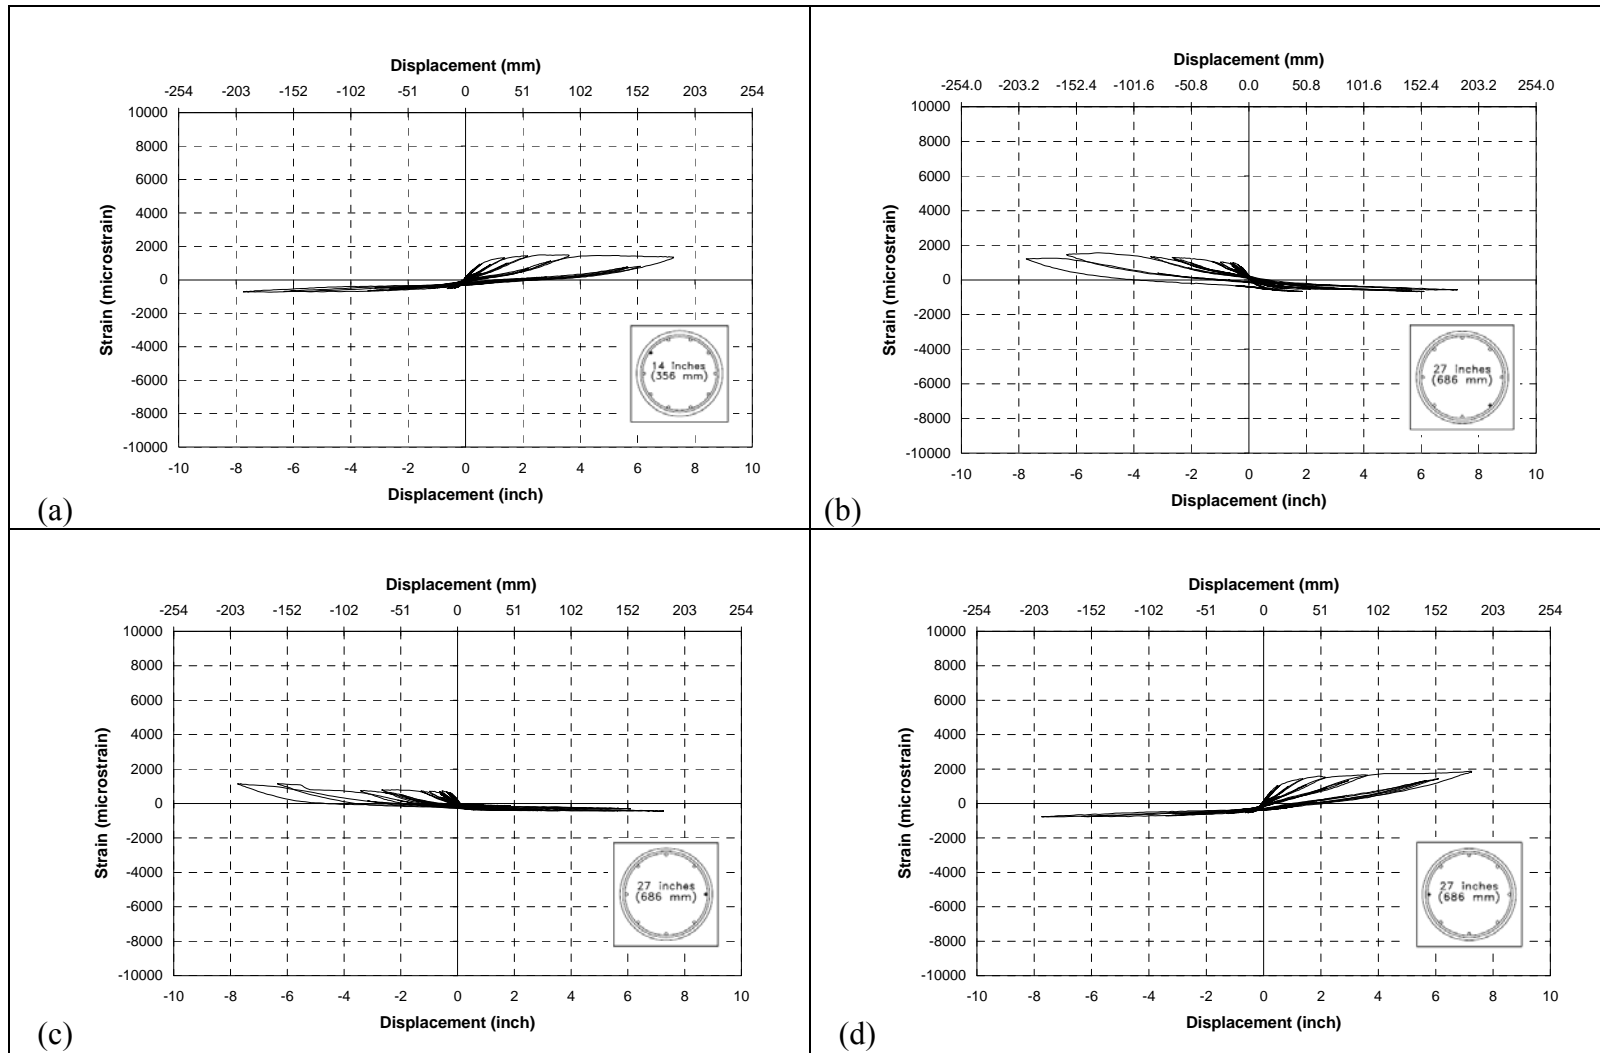 Displacement (mm)
-254 -203 -152 -102 -51 0 51 102 152 203 254
10000
8000
6000
4000
2000
0
-2000
-4000
-6000
-8000
-10000
Strain (microstrain)
14 inches
(356 mm)
-10 -8 -6 -4 -2 0 2 4 6 8 10
Displacement (inch)
(a)
Displacement (mm)
-254.0 -203.2 -152.4 -101.6 -50.8 0.0 50.8 101.6 152.4 203.2 254.0
10000
8000
6000
4000
2000
0
-2000
-4000
-6000
-8000
-10000
Strain (microstrain)
27 inches
(686 mm)
-10 -8 -6 -4 -2 0 2 4 6 8 10
Displacement (inch)
(b)
Displacement (mm)
-254 -203 -152 -102 -51 0 51 102 152 203 254
10000
8000
6000
4000
2000
0
-2000
-4000
-6000
-8000
-10000
Strain (microstrain)
27 inches
(686 mm)
-10 -8 -6 -4 -2 0 2 4 6 8 10
Displacement (inch)
(c)
Displacement (mm)
-254 -203 -152 -102 -51 0 51 102 152 203 254
10000
8000
6000
4000
2000
0
-2000
-4000
-6000
-8000
-10000
Strain (microstrain)
27 inches
(686 mm)
-10 -8 -6 -4 -2 0 2 4 6 8 10
Displacement (inch)
(d)